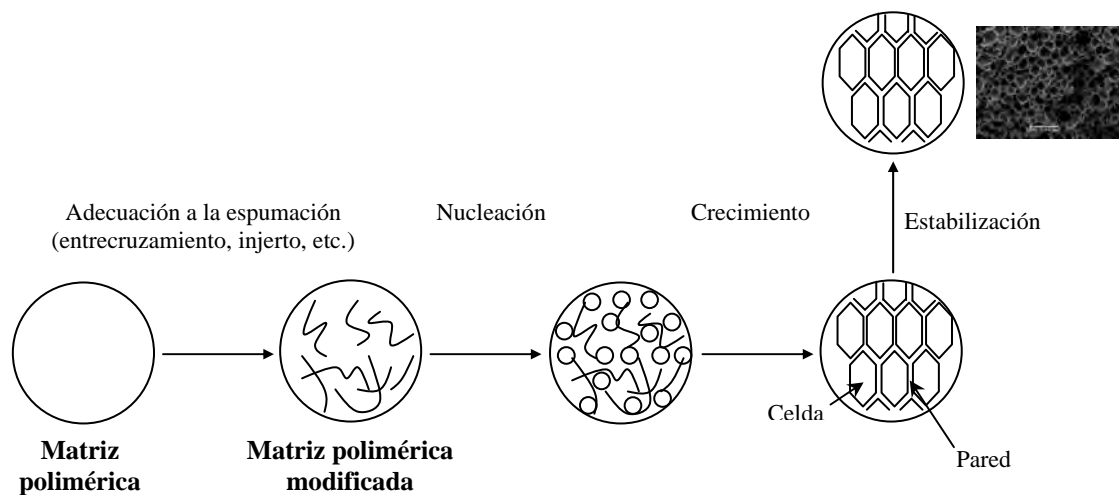 Adecuación a la espumación
(entrecruzamiento, injerto, etc.)
Nucleación
Crecimiento
Estabilización
Celda
Pared
Matriz
polimérica
Matriz polimérica
modificada